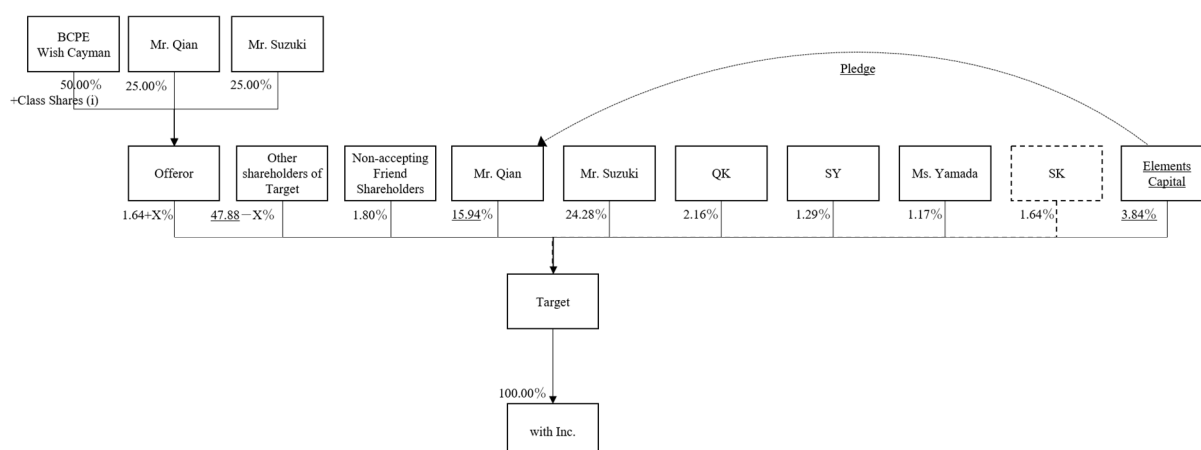 BCPE
Wish Cayman
Mr. Qian
Mr. Suzuki
50.00%
+Class Shares (i)
25.00%
25.00%
Pledge
Offeror
Other
shareholders of
Target
Non-accepting
Friend
Shareholders
Mr. Qian
Mr. Suzuki
QK
SY
Ms. Yamada
SK
Elements
Capital
1.64+X%
47.88－X%
1.80%
15.94%
24.28%
2.16%
1.29%
1.17%
1.64%
3.84%
Target
100.00%
with Inc.